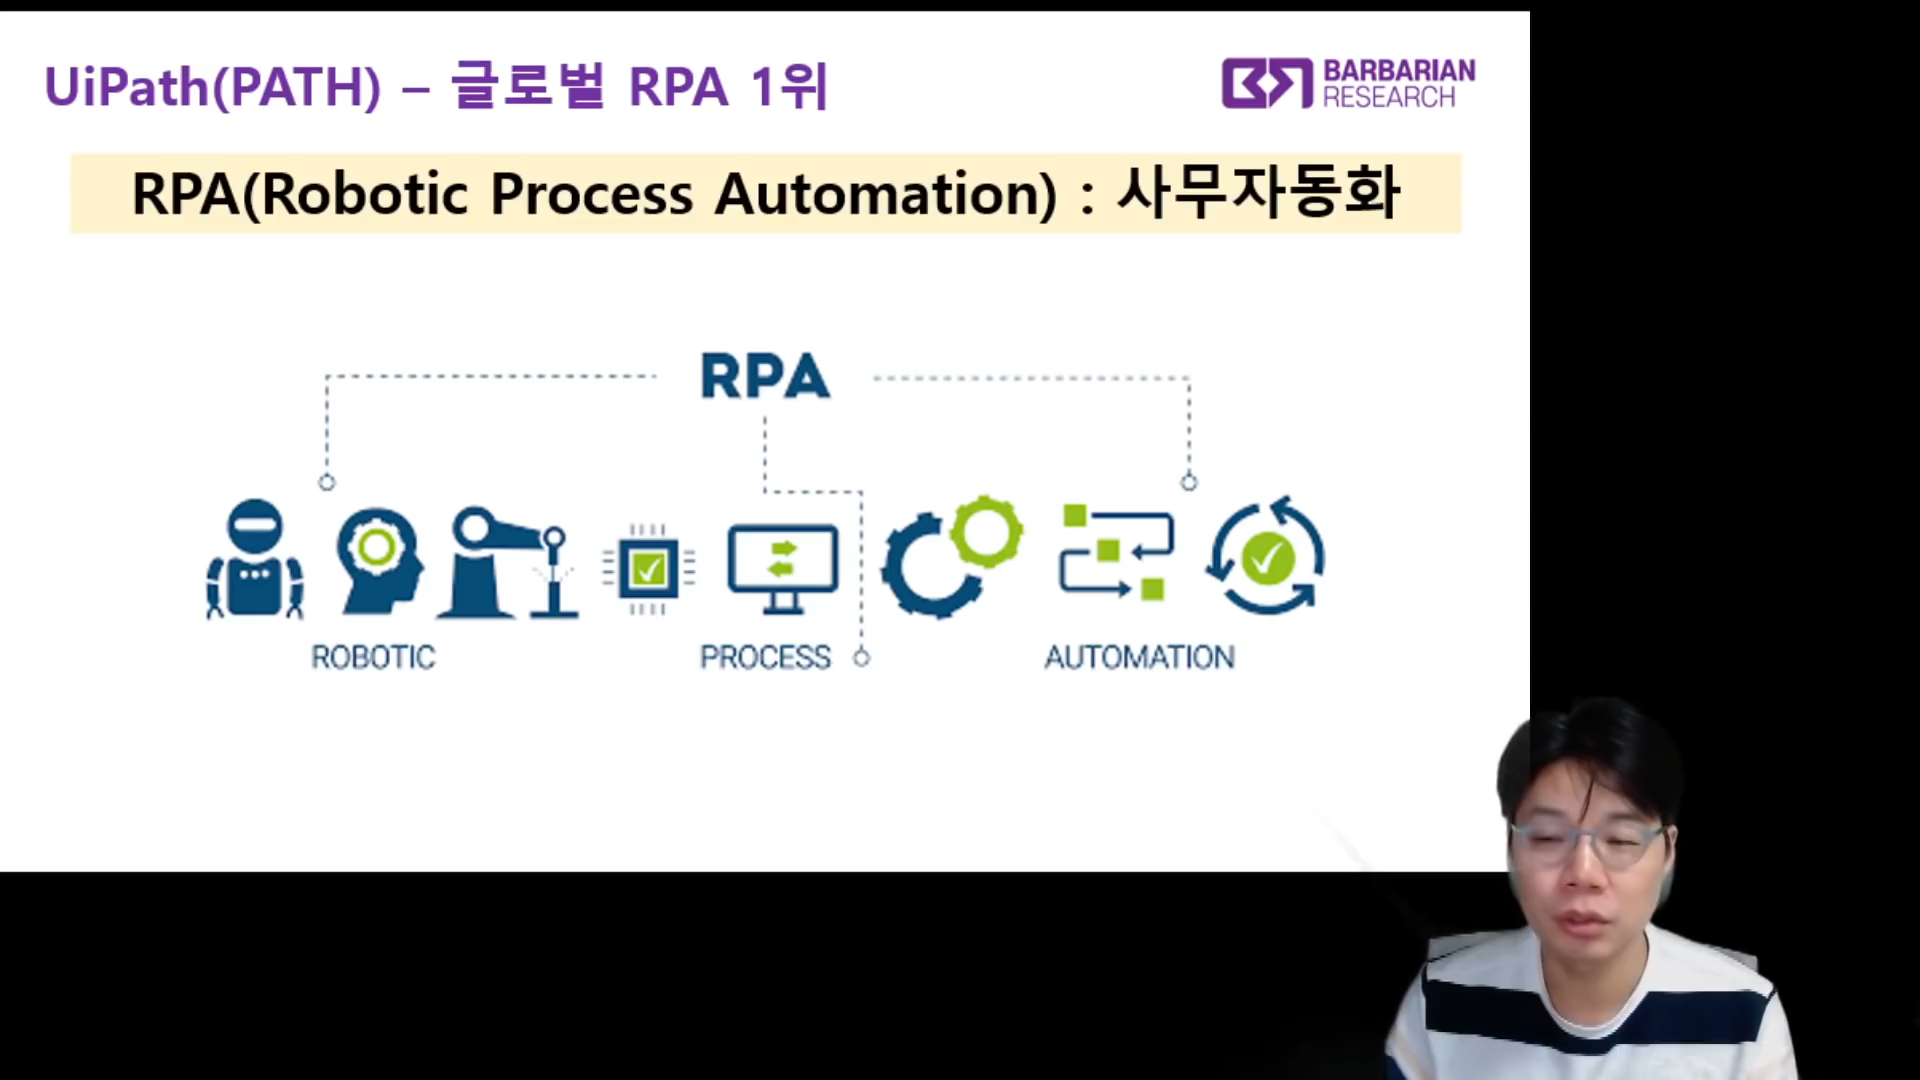 UiPath(PATH) – 글로벌 RPA 1위
BARBARIAN
RESEARCH
RPA(Robotic Process Automation) : 사무자동화
RPA
ROBOTIC
PROCESS
AUTOMATION